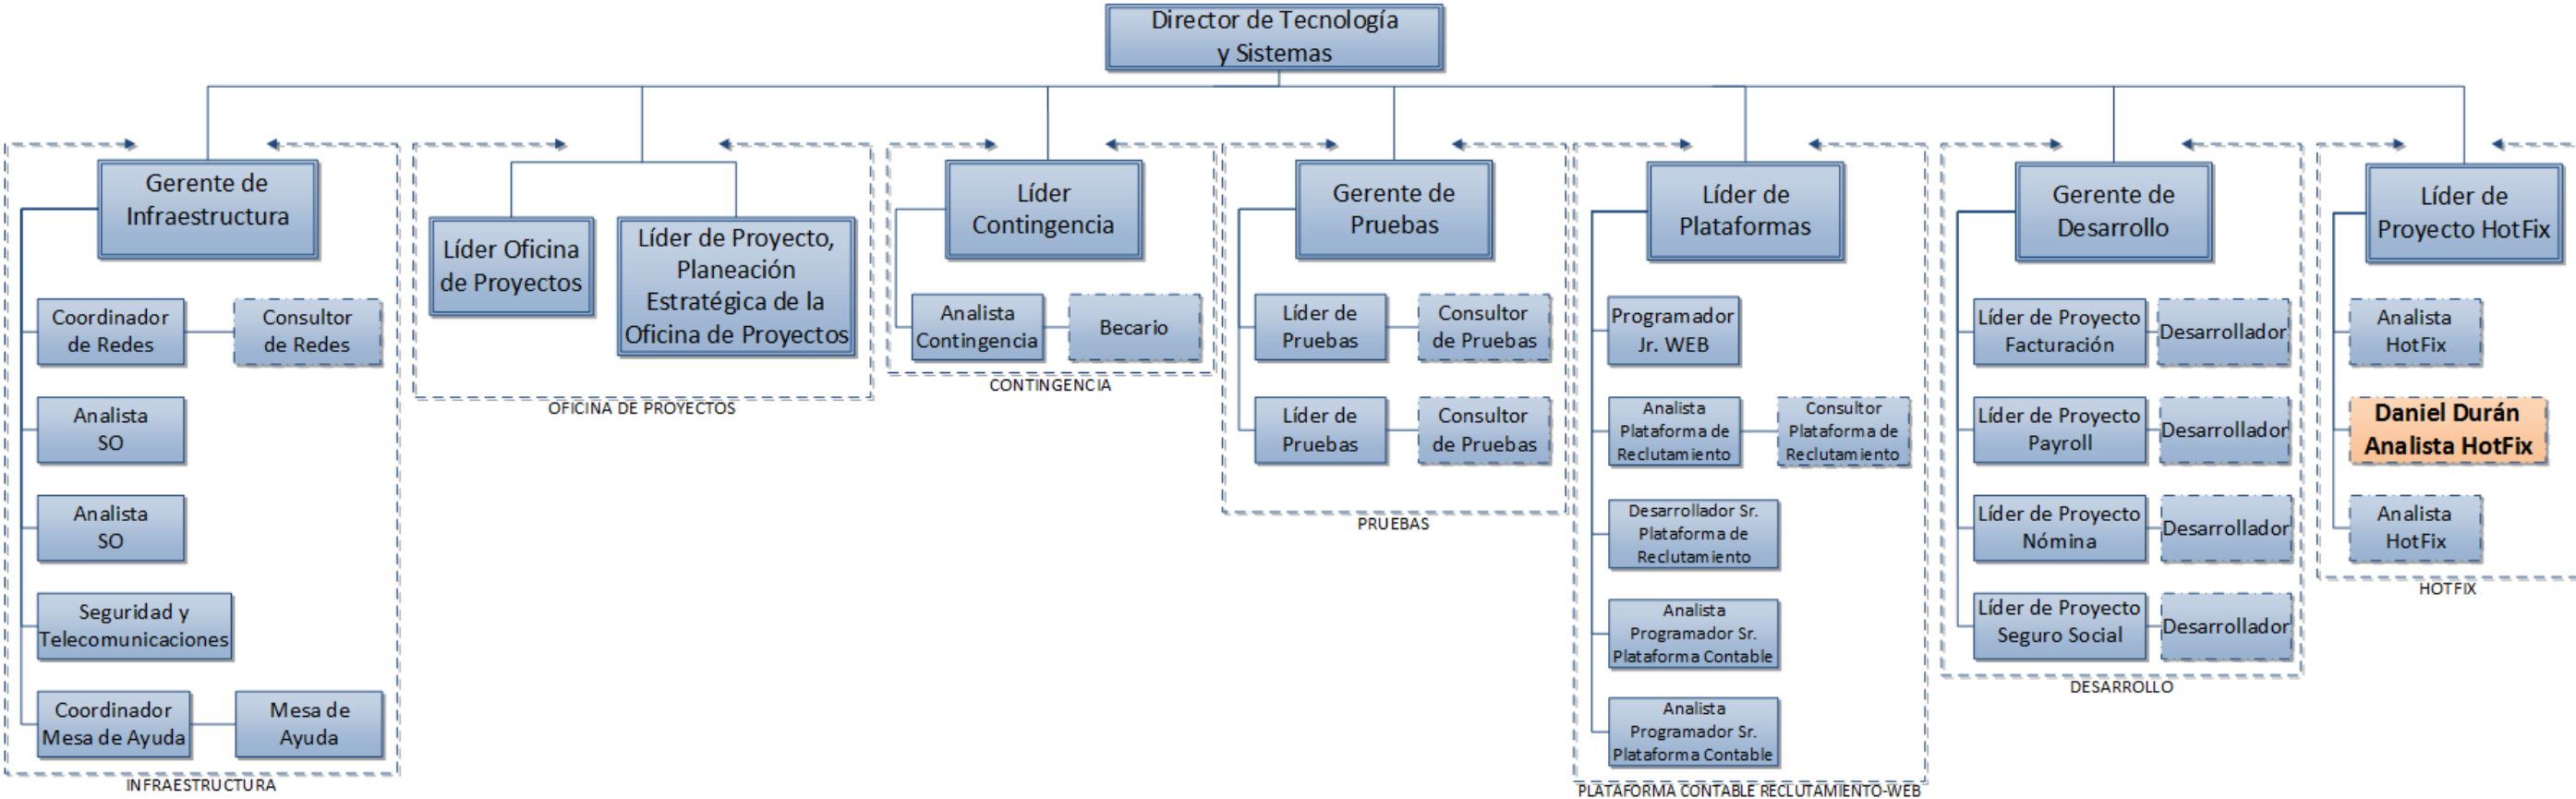 Director de Tecnología
y Sistemas
Gerente de
Infraestructura
Coordinador
de Redes
Consultor
de Redes
Analista
SO
Analista
SO
Seguridad y
Telecomunicaciones
Coordinador
Mesa de Ayuda
Mesa de
Ayuda
INFRAESTRUCTURA
Líder Oficina
de Proyectos
Líder de Proyecto,
Planeación
Estratégica de la
Oficina de Proyectos
OFICINA DE PROYECTOS
Líder
Contingencia
Analista
Contingencia
Becario
CONTINGENCIA
Gerente de
Pruebas
Líder de
Pruebas
Consultor
de Pruebas
Líder de
Pruebas
Consultor
de Pruebas
PRUEBAS
Líder de
Plataformas
Programador
Jr. WEB
Analista
Plataforma de
Reclutamiento
Consultor
Plataforma de
Reclutamiento
Desarrollador Sr.
Plataforma de
Reclutamiento
Analista
Programador Sr.
Plataforma Contable
Analista
Programador Sr.
Plataforma Contable
PLATAFORMA CONTABLE RECLUTAMIENTO-WEB
Gerente de
Desarrollo
Líder de Proyecto
Facturación
Desarrollador
Líder de Proyecto
Payroll
Desarrollador
Líder de Proyecto
Nómina
Desarrollador
Líder de Proyecto
Seguro Social
Desarrollador
DESARROLLO
Líder de
Proyecto HotFix
Analista
HotFix
Daniel Durán
Analista HotFix
Analista
HotFix
HOTFIX